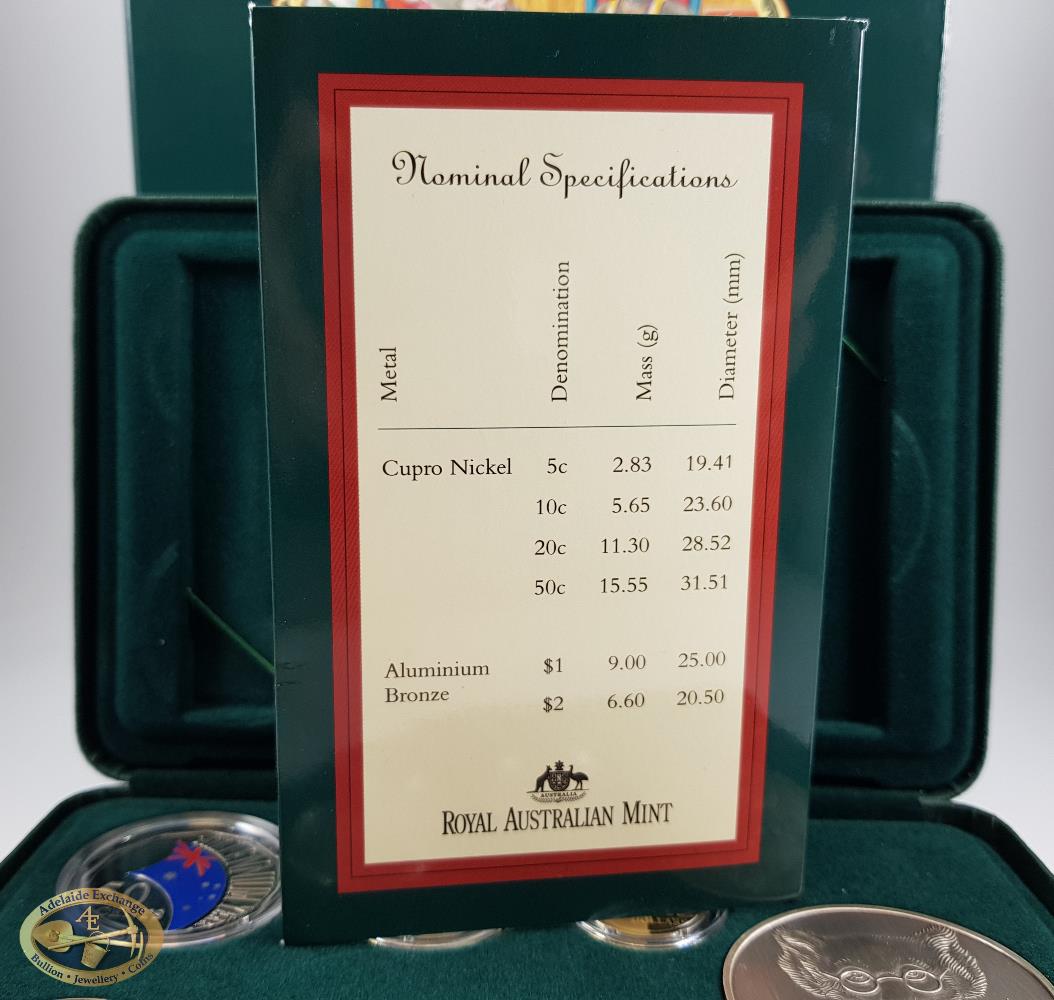 Nominal Specifications
Metal Denomination Mass (g) Diameter (mm)
Cupro Nickel 5c 2.83 19.41
10c 5.65 23.60
20c 11.30 28.52
50c 15.55 31.51
Aluminium Bronze $1 9.00 25.00
$2 6.60 20.50
AUSTRALIA
ROYAL AUSTRALIAN MINT
50
Adelaide Exchange
AE
Bullion • Jewellery • Coins